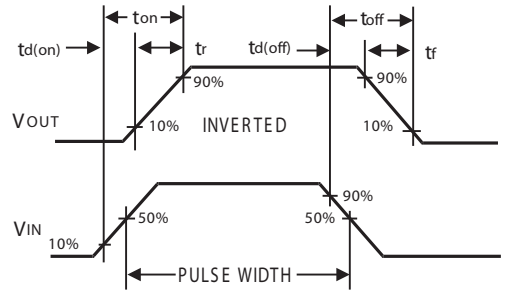 ton toff
td(on) tr td(off) tf
90% 90%
VOUT 10% INVERTED 10%
90%
50% 50%
VIN 10%
PULSE WIDTH